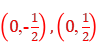 (0,-1/2) , (0, 1/2)